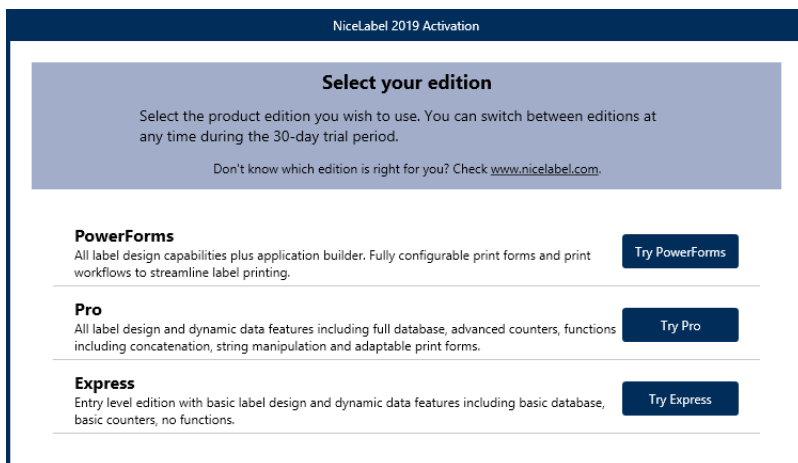 NiceLabel 2019 Activation
Select your edition
Select the product edition you wish to use. You can switch between editions at
any time during the 30-day trial period.
Don't know which edition is right for you? Check www.nicelabel.com.
PowerForms
All label design capabilities plus application builder. Fully configurable print forms and print
workflows to streamline label printing.
Try PowerForms
Pro
All label design and dynamic data features including full database, advanced counters, functions
including concatenation, string manipulation and adaptable print forms.
Try Pro
Express
Entry level edition with basic label design and dynamic data features including basic database,
basic counters, no functions.
Try Express